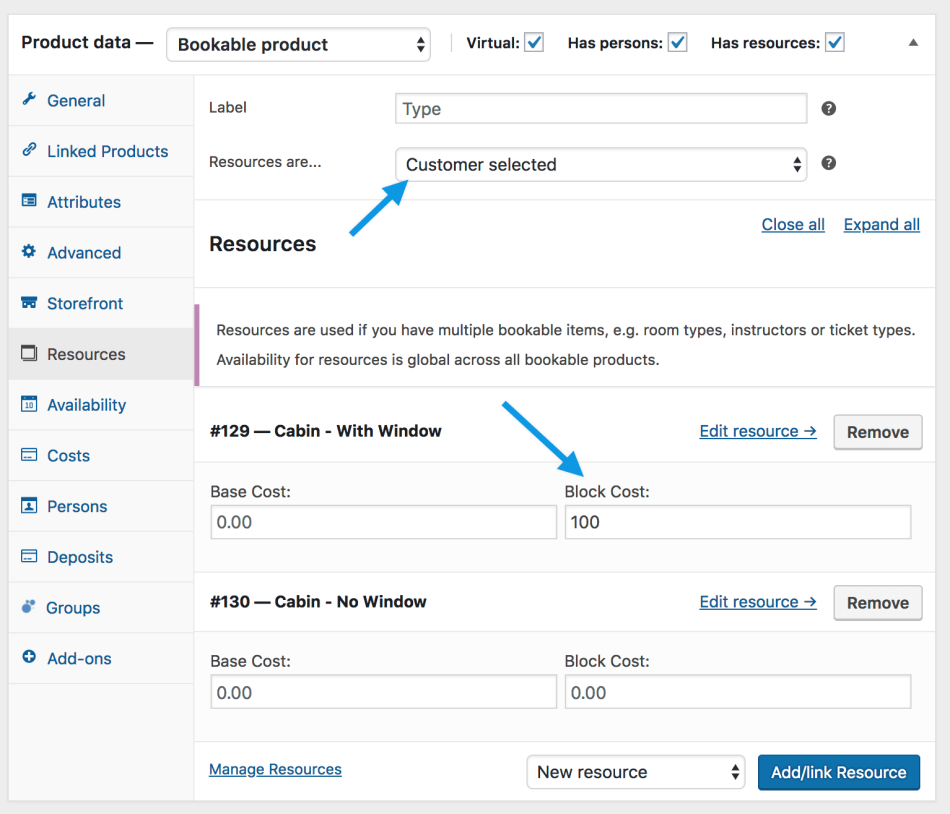 Product data — Bookable product Virtual: Has persons: Has resources:
General
Linked Products
Attributes
Advanced
Storefront
Resources
Availability
10
Costs
Persons
Deposits
Groups
Add-ons
Label Type ?
Resources are... Customer selected ?
Resources Close all Expand all
Resources are used if you have multiple bookable items, e.g. room types, instructors or ticket types.
Availability for resources is global across all bookable products.
#129 — Cabin - With Window Edit resource → Remove
Base Cost: Block Cost:
0.00 100
#130 — Cabin - No Window Edit resource → Remove
Base Cost: Block Cost:
0.00 0.00
Manage Resources New resource Add/link Resource